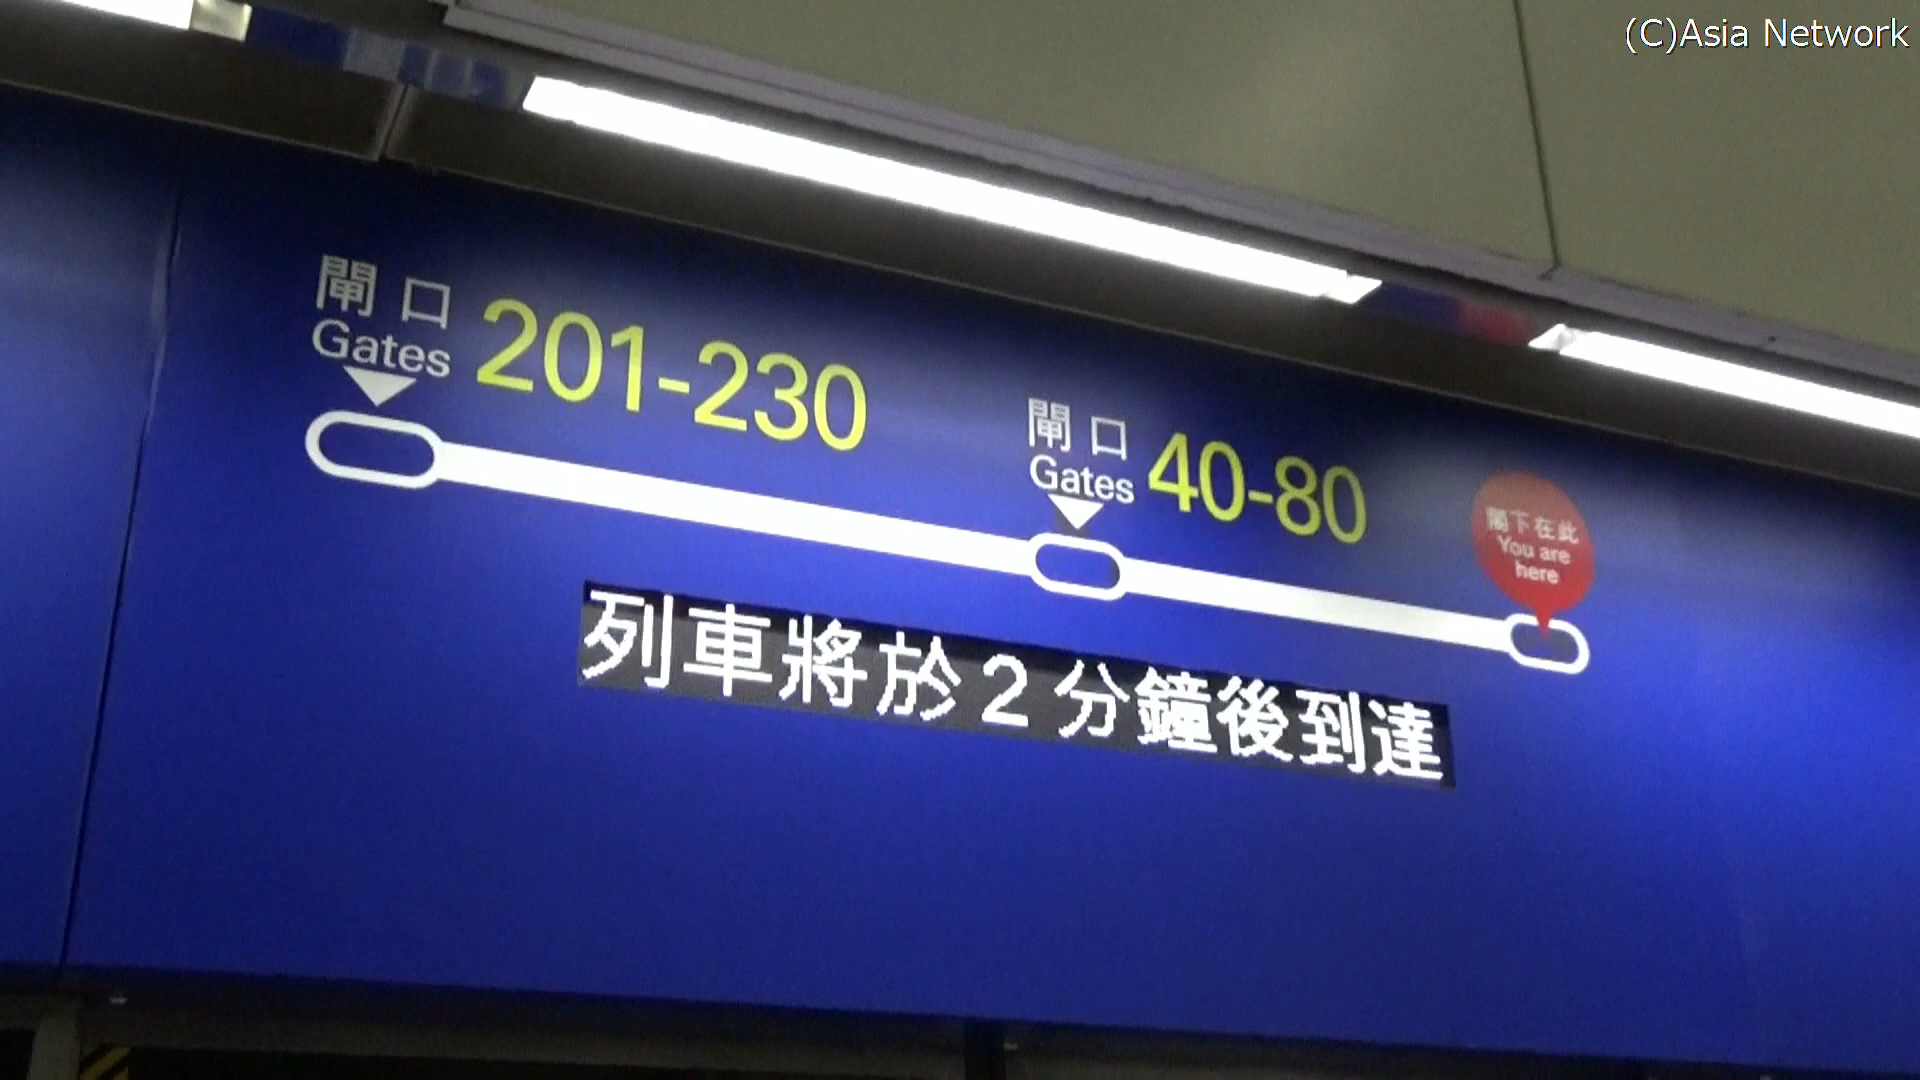 (C)Asia Network
閘口
Gates
201-230
閘口
Gates
40-80
閣下在此
You are
here
列車將於2分鐘後到達